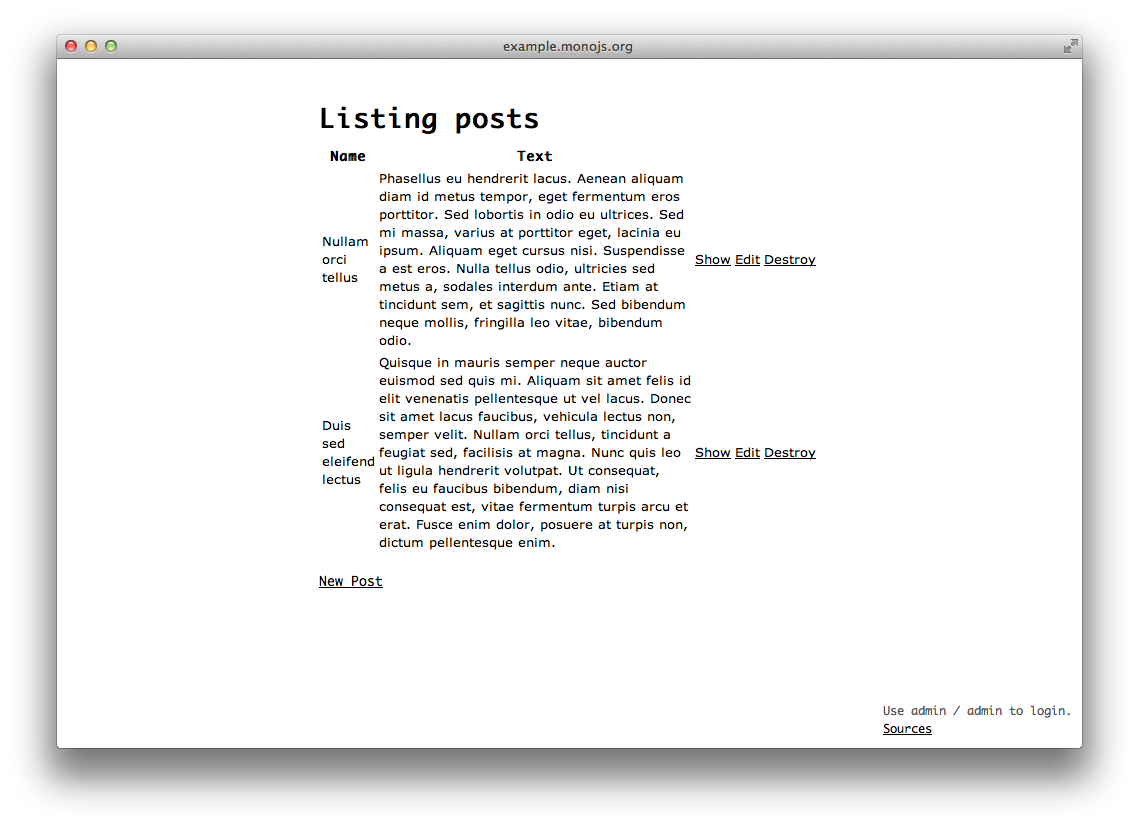 example.monojs.org
Listing posts
Name Text
Nullam
orci
tellus
Phasellus eu hendrerit lacus. Aenean aliquam
diam id metus tempor, eget fermentum eros
porttitor. Sed lobortis in odio eu ultrices. Sed
mi massa, varius at porttitor eget, lacinia eu
ipsum. Aliquam eget cursus nisi. Suspendisse
a est eros. Nulla tellus odio, ultricies sed
metus a, sodales interdum ante. Etiam at
tincidunt sem, et sagittis nunc. Sed bibendum
neque mollis, fringilla leo vitae, bibendum
odio.
Show Edit Destroy
Duis
sed
eleifend
lectus
Quisque in mauris semper neque auctor
euismod sed quis mi. Aliquam sit amet felis id
elit venenatis pellentesque ut vel lacus. Donec
sit amet lacus faucibus, vehicula lectus non,
semper velit. Nullam orci tellus, tincidunt a
feugiat sed, facilisis at magna. Nunc quis leo
ut ligula hendrerit volutpat. Ut consequat,
felis eu faucibus bibendum, diam nisi
consequat est, vitae fermentum turpis arcu et
erat. Fusce enim dolor, posuere at turpis non,
dictum pellentesque enim.
Show Edit Destroy
New Post
Use admin / admin to login.
Sources